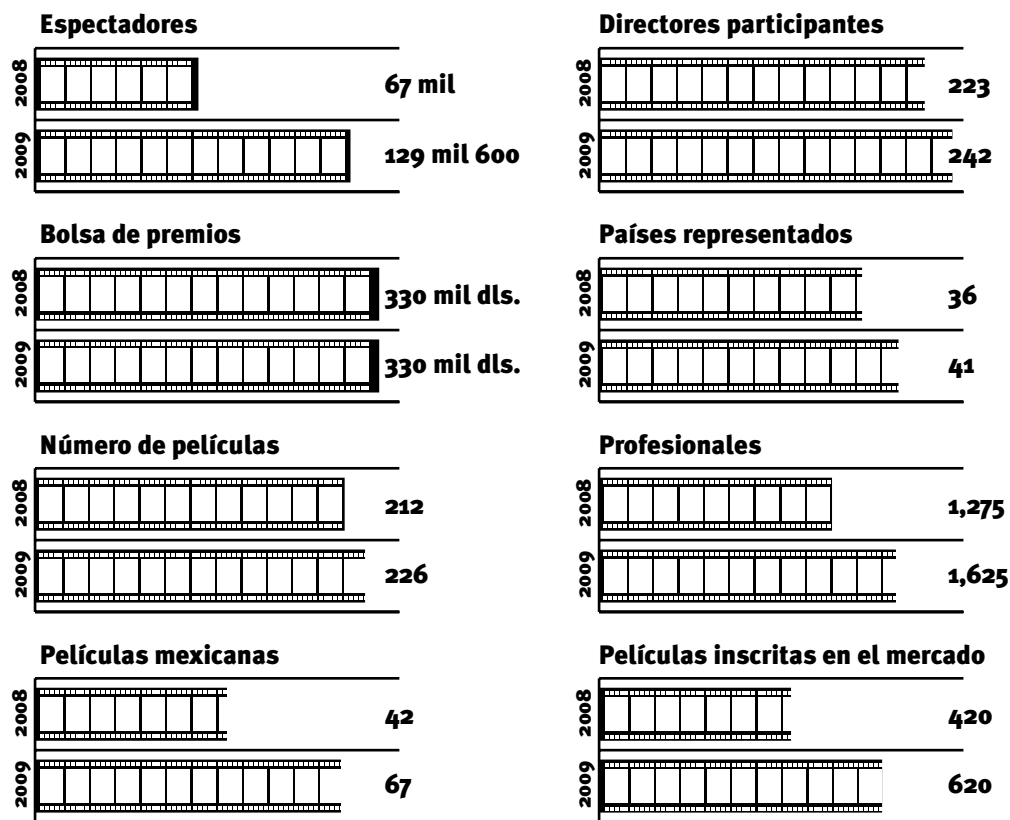 Espectadores
2008
67 mil
2009
129 mil 600
Bolsa de premios
2008
330 mil dls.
2009
330 mil dls.
Número de películas
2008
212
2009
226
Películas mexicanas
2008
42
2009
67
Directores participantes
2008
223
2009
242
Países representados
2008
36
2009
41
Profesionales
2008
1,275
2009
1,625
Películas inscritas en el mercado
2008
420
2009
620